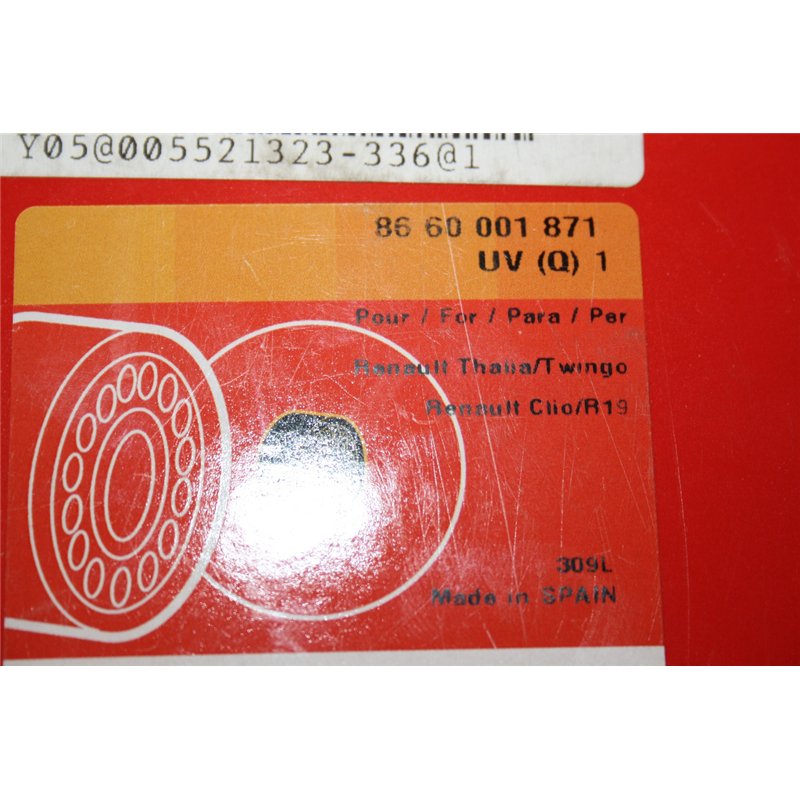 Y05@005521323-336@1
86 60 001 871
UV (Q) 1
Pour / For / Para / Per
Renault Thalia/Twingo
Renault Clio/R19
309L
Made in SPAIN